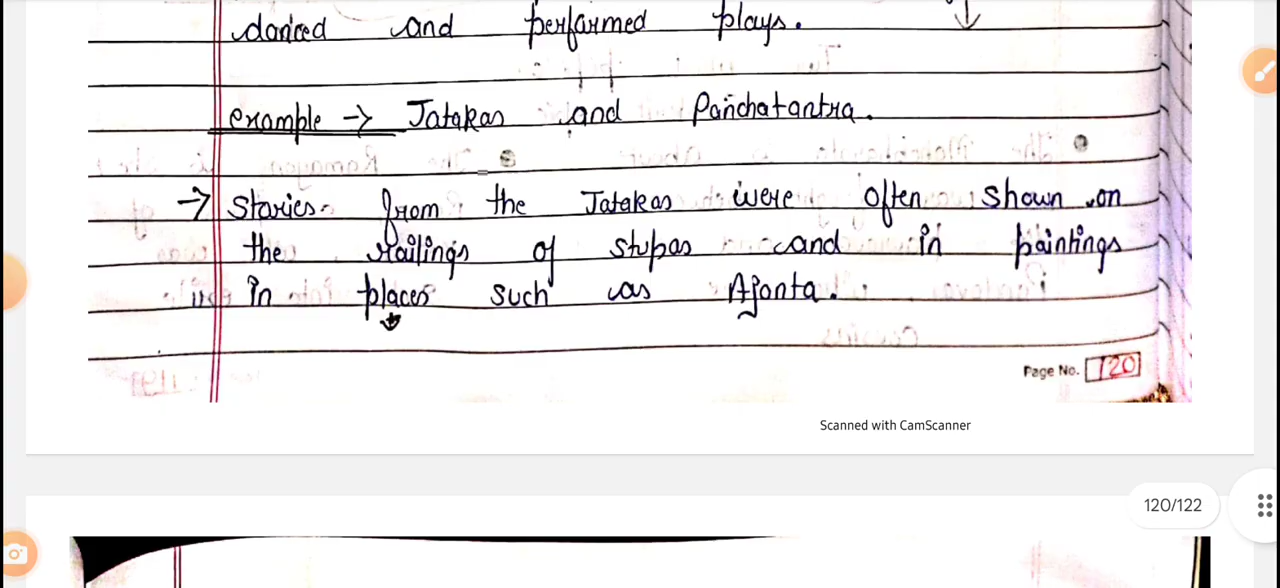 danced and performed plays.
example → Jatakas and Panchatantra.
→ Stories from the Jatakas were often shown on
the railings of stupas and in paintings
in places such as Ajanta.
Page No. 120
Scanned with CamScanner
120/122